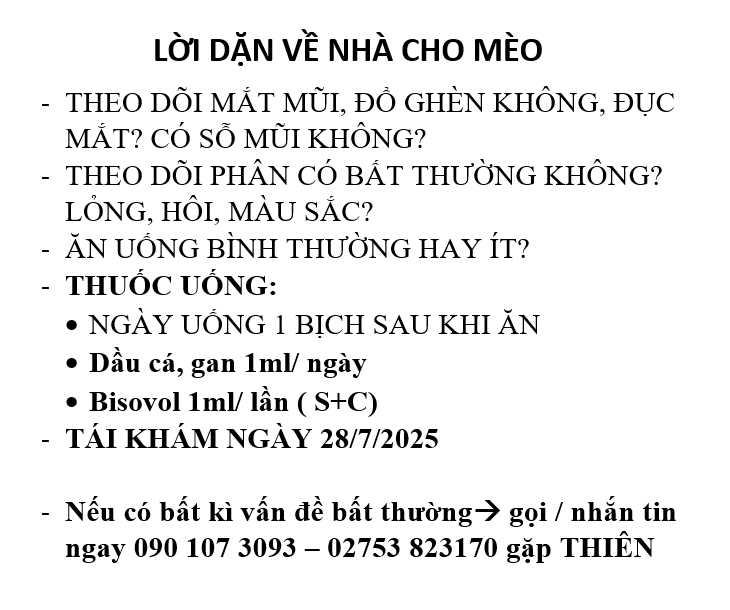 LỜI DẶN VỀ NHÀ CHO MÈO
- THEO DÕI MẮT MŨI, ĐỔ GHÈN KHÔNG, ĐỤC
MẮT? CÓ SỖ MŨI KHÔNG?
- THEO DÕI PHÂN CÓ BẤT THƯỜNG KHÔNG?
LỎNG, HÔI, MÀU SẮC?
- ĂN UỐNG BÌNH THƯỜNG HAY ÍT?
- THUỐC UỐNG:
• NGÀY UỐNG 1 BỊCH SAU KHI ĂN
• Dầu cá, gan 1ml/ ngày
• Bisovol 1ml/ lần ( S+C)
- TÁI KHÁM NGÀY 28/7/2025
- Nếu có bất kì vấn đề bất thường→ gọi / nhắn tin
ngay 090 107 3093 – 02753 823170 gặp THIÊN